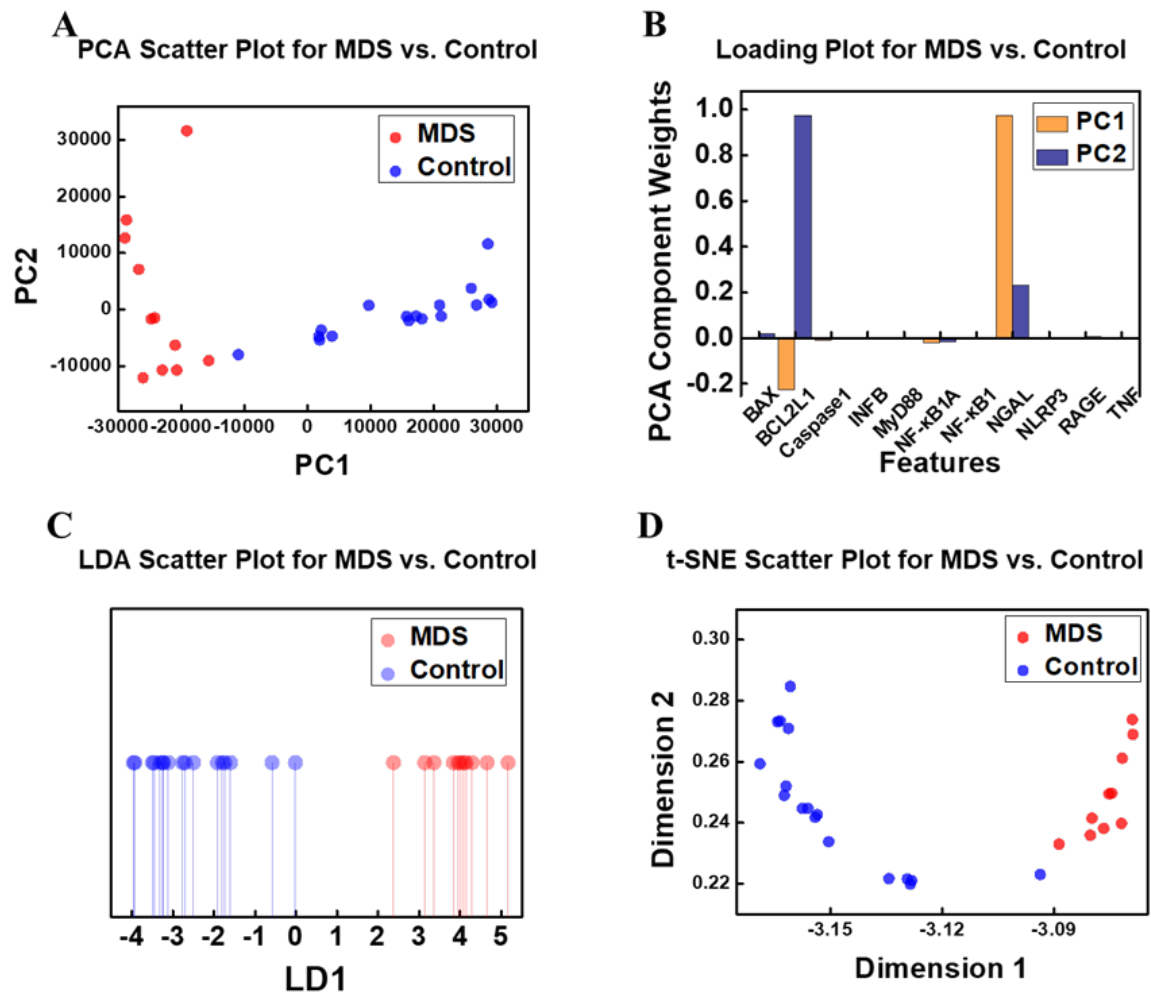 A
PCA Scatter Plot for MDS vs. Control
MDS
Control
30000
20000
10000
0
-10000
PC2
-30000 -20000 -10000 0 10000 20000 30000
PC1
B
Loading Plot for MDS vs. Control
PC1
PC2
1.0
0.8
0.6
0.4
0.2
0.0
-0.2
PCA Component Weights
BAX
BCL2L1
Caspase1
INFB
MyD88
NF-κB1A
NF-κB1
NGAL
NLRP3
RAGE
TNF
Features
C
LDA Scatter Plot for MDS vs. Control
MDS
Control
-4 -3 -2 -1 0 1 2 3 4 5
LD1
D
t-SNE Scatter Plot for MDS vs. Control
MDS
Control
0.30
0.28
0.26
0.24
0.22
Dimension 2
-3.15 -3.12 -3.09
Dimension 1